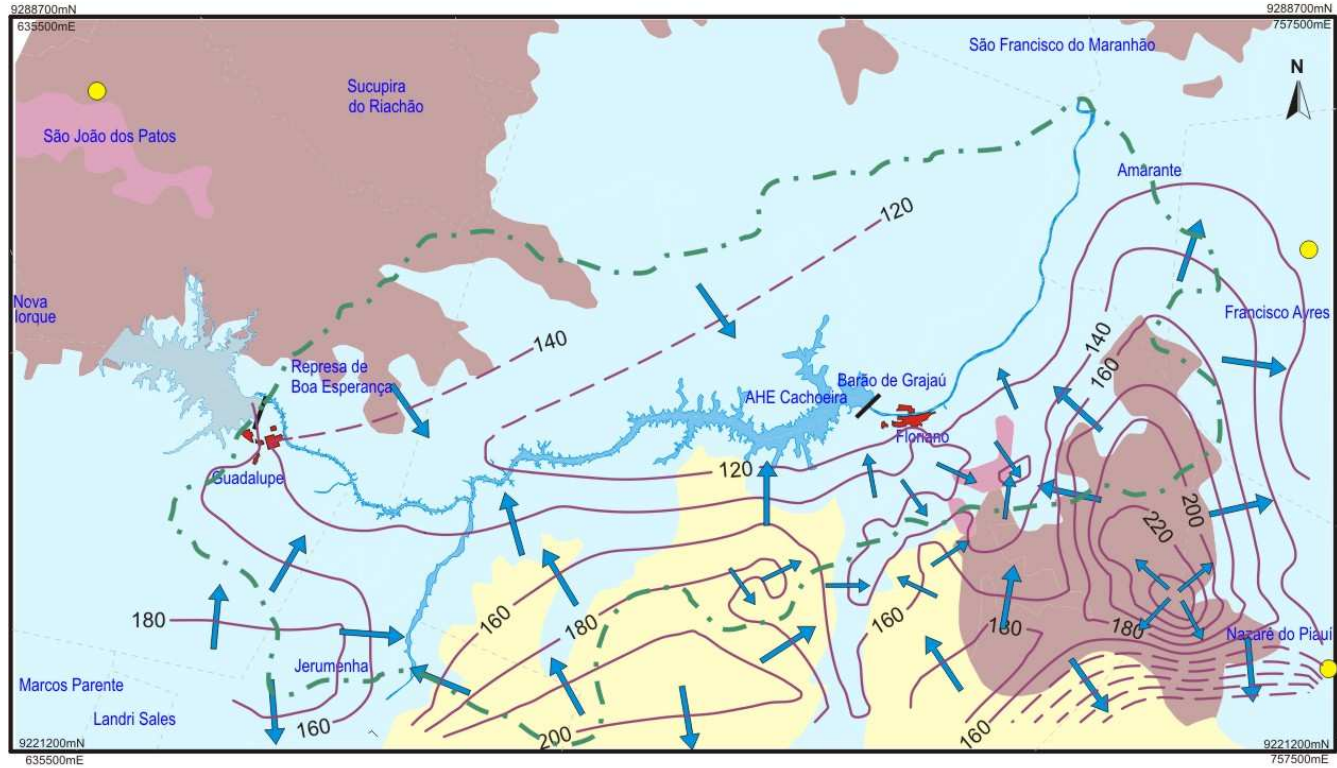 9288700mN
635500mE
9288700mN
757500mE
São Francisco do Maranhão
N
Sucupira
do Riachão
São João dos Patos
Amarante
120
Nova
Iorque
Francisco Ayres
140
140
Represa de
Boa Esperança
160
Barão de Grajaú
AHE Cachoeira
Floriano
Guadalupe
120
200
220
180
160
180
160
180
180
Nazaré do Piauí
Jerumenha
Marcos Parente
Landri Sales
160
200
160
9221200mN
635500mE
9221200mN
757500mE